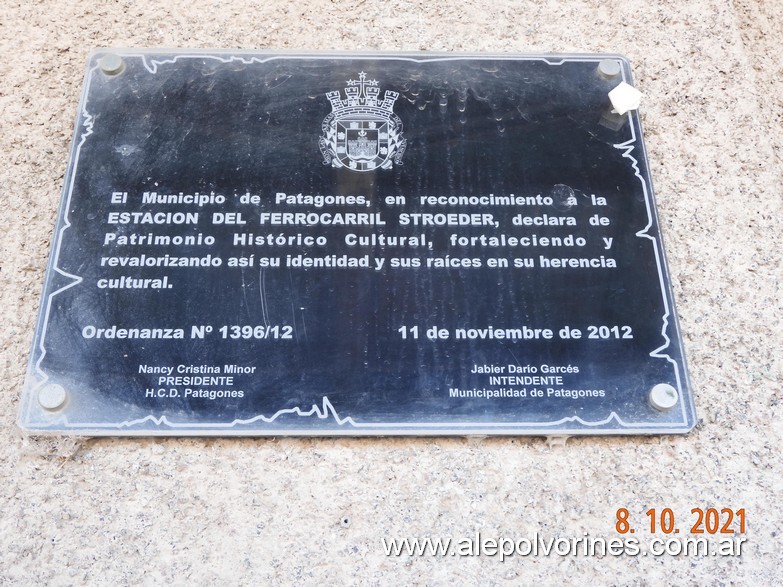 El Municipio de Patagones, en reconocimiento a la
ESTACION DEL FERROCARRIL STROEDER, declara de
Patrimonio Histórico Cultural, fortaleciendo y
revalorizando así su identidad y sus raíces en su herencia
cultural.
Ordenanza Nº 1396/12
11 de noviembre de 2012
Nancy Cristina Minor
PRESIDENTE
H.C.D. Patagones
Jabier Dario Garcés
INTENDENTE
Municipalidad de Patagones
8.10.2021
www.alepolvorines.com.ar